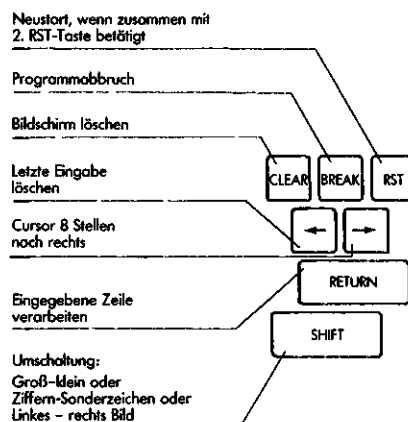 Neustart, wenn zusammen mit
2. RST-Taste betätigt
Programmabbruch
Bildschirm löschen
Letzte Eingabe
löschen
Cursor 8 Stellen
nach rechts
Eingegebene Zeile
verarbeiten
Umschaltung:
Groß-klein oder
Ziffern-Sonderzeichen oder
Linkes - rechts Bild
CLEAR BREAK RST
← →
RETURN
SHIFT